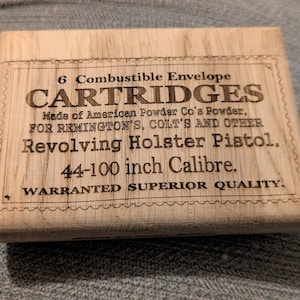 6 Combustible Envelope
CARTRIDGES
Made of American Powder Co's Powder,
FOR REMINGTON'S, COLT'S AND OTHER
Revolving Holster Pistol,
44-100 inch Calibre.
WARRANTED SUPERIOR QUALITY.